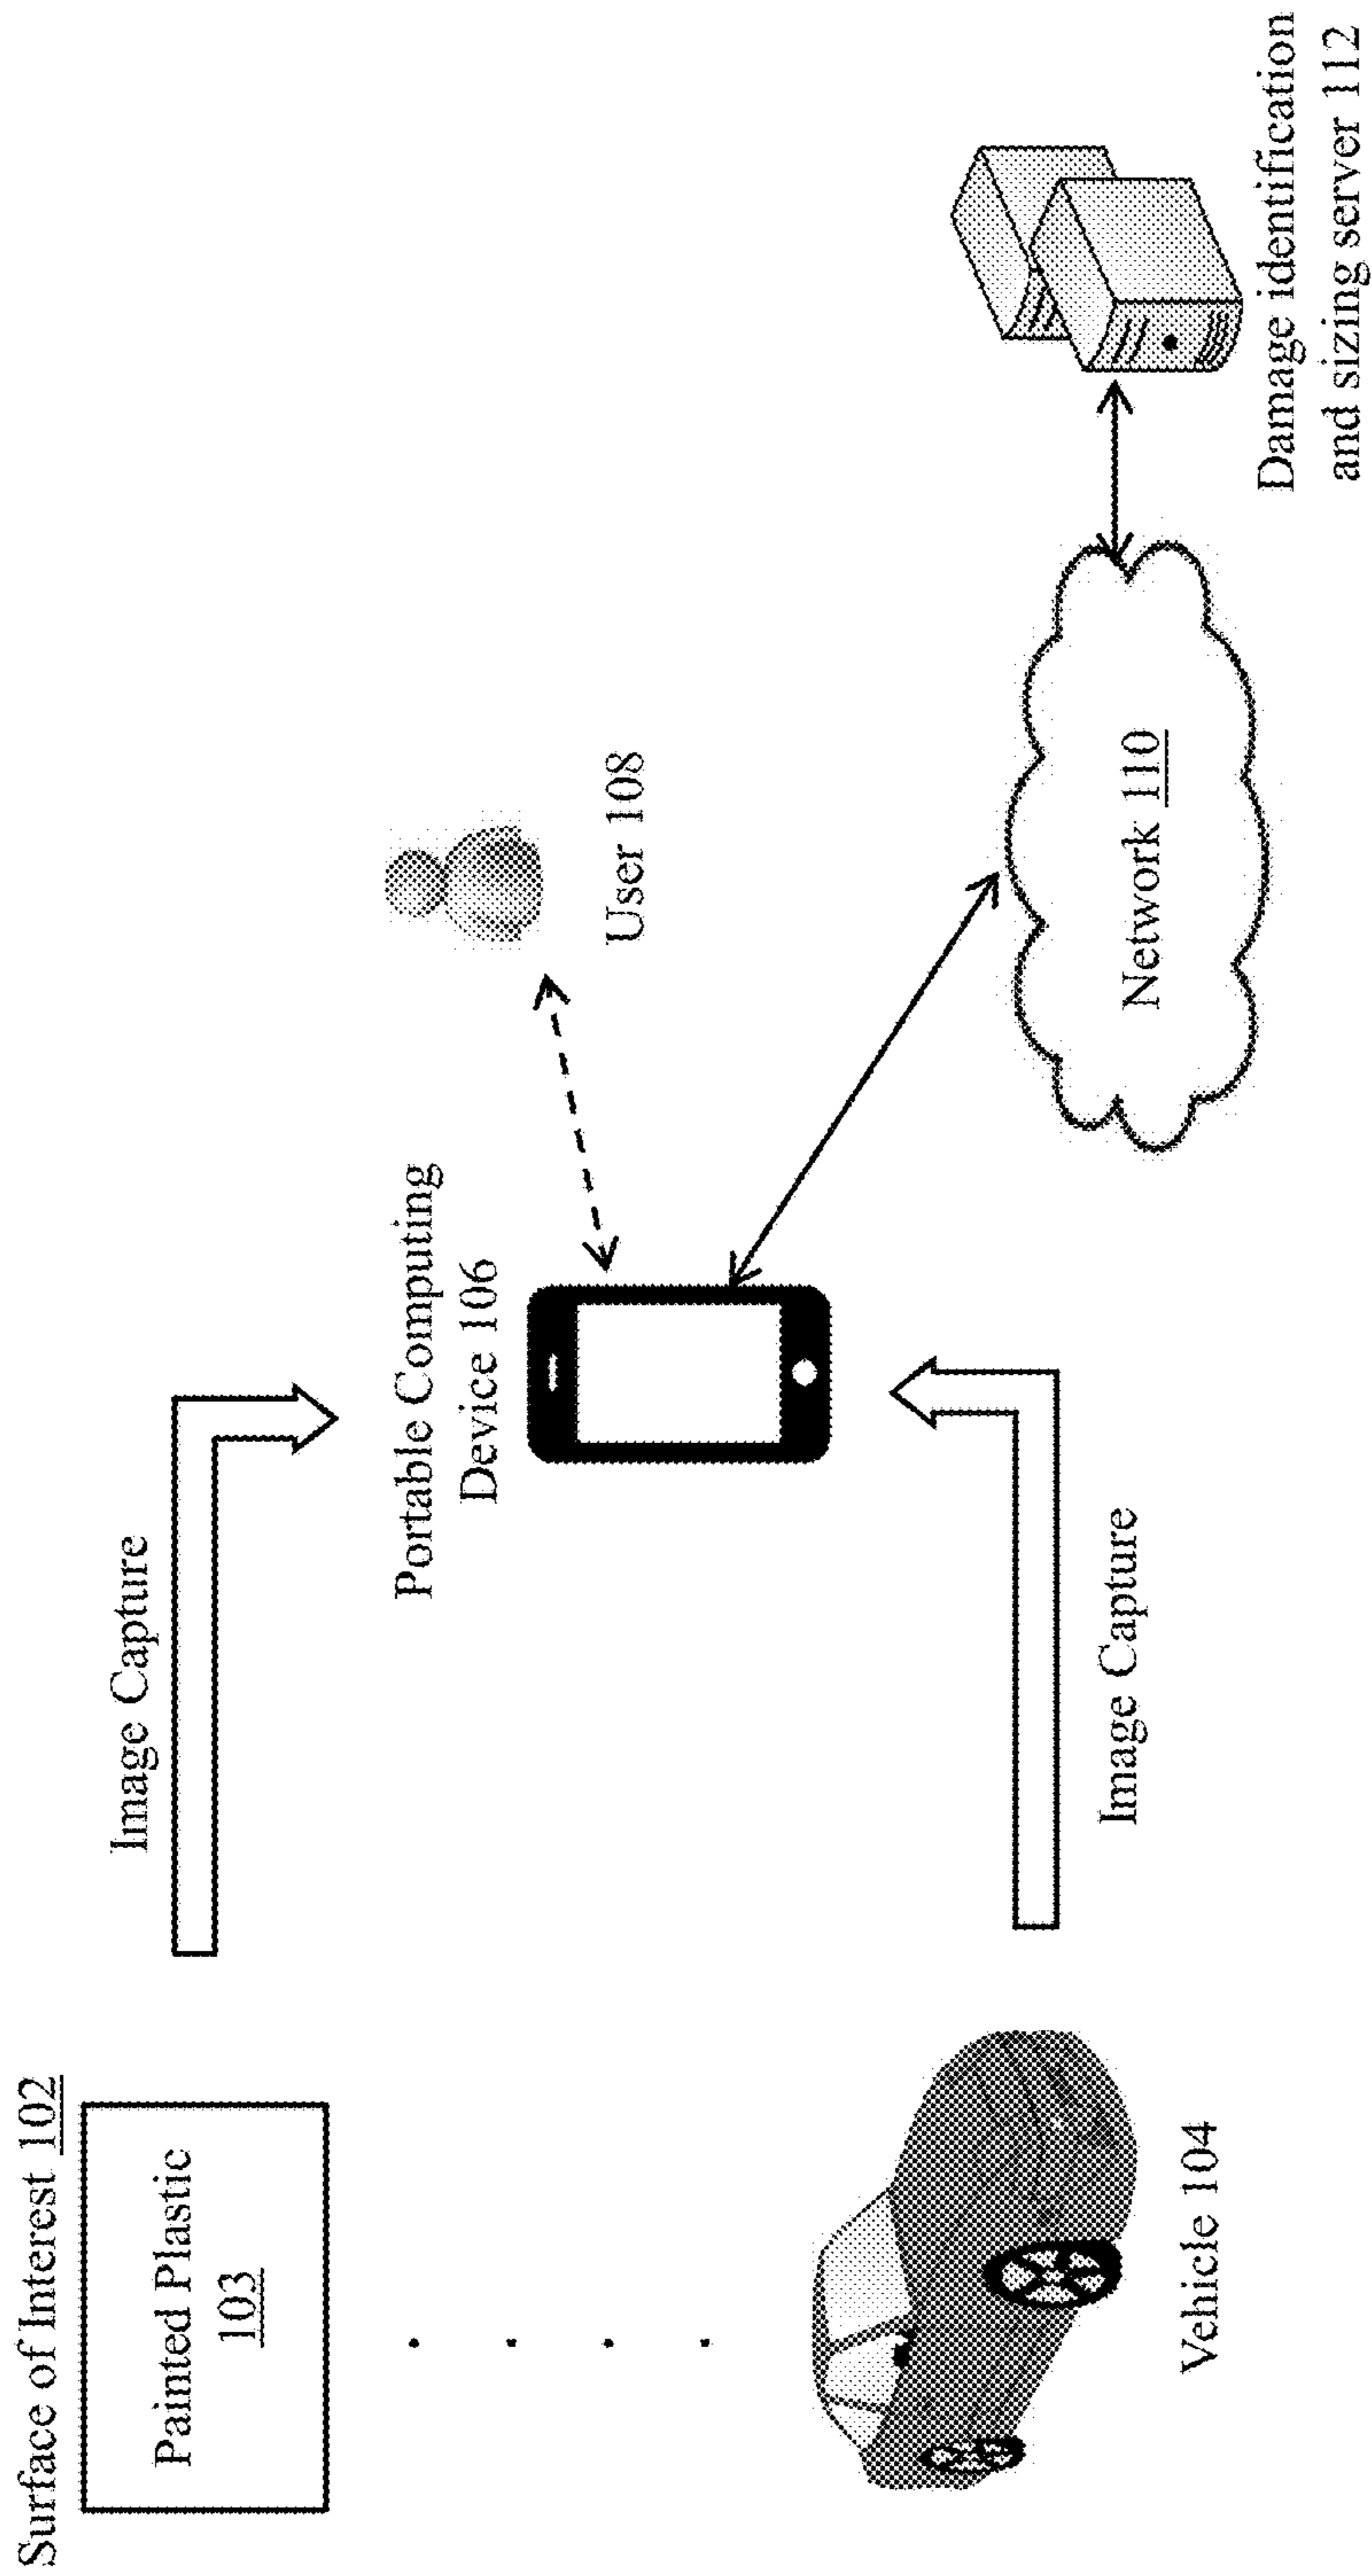 Surface of Interest 102
Painted Plastic
103
Image Capture
Portable Computing
Device 106
User 108
Image Capture
Vehicle 104
Network 110
Damage identification
and sizing server 112